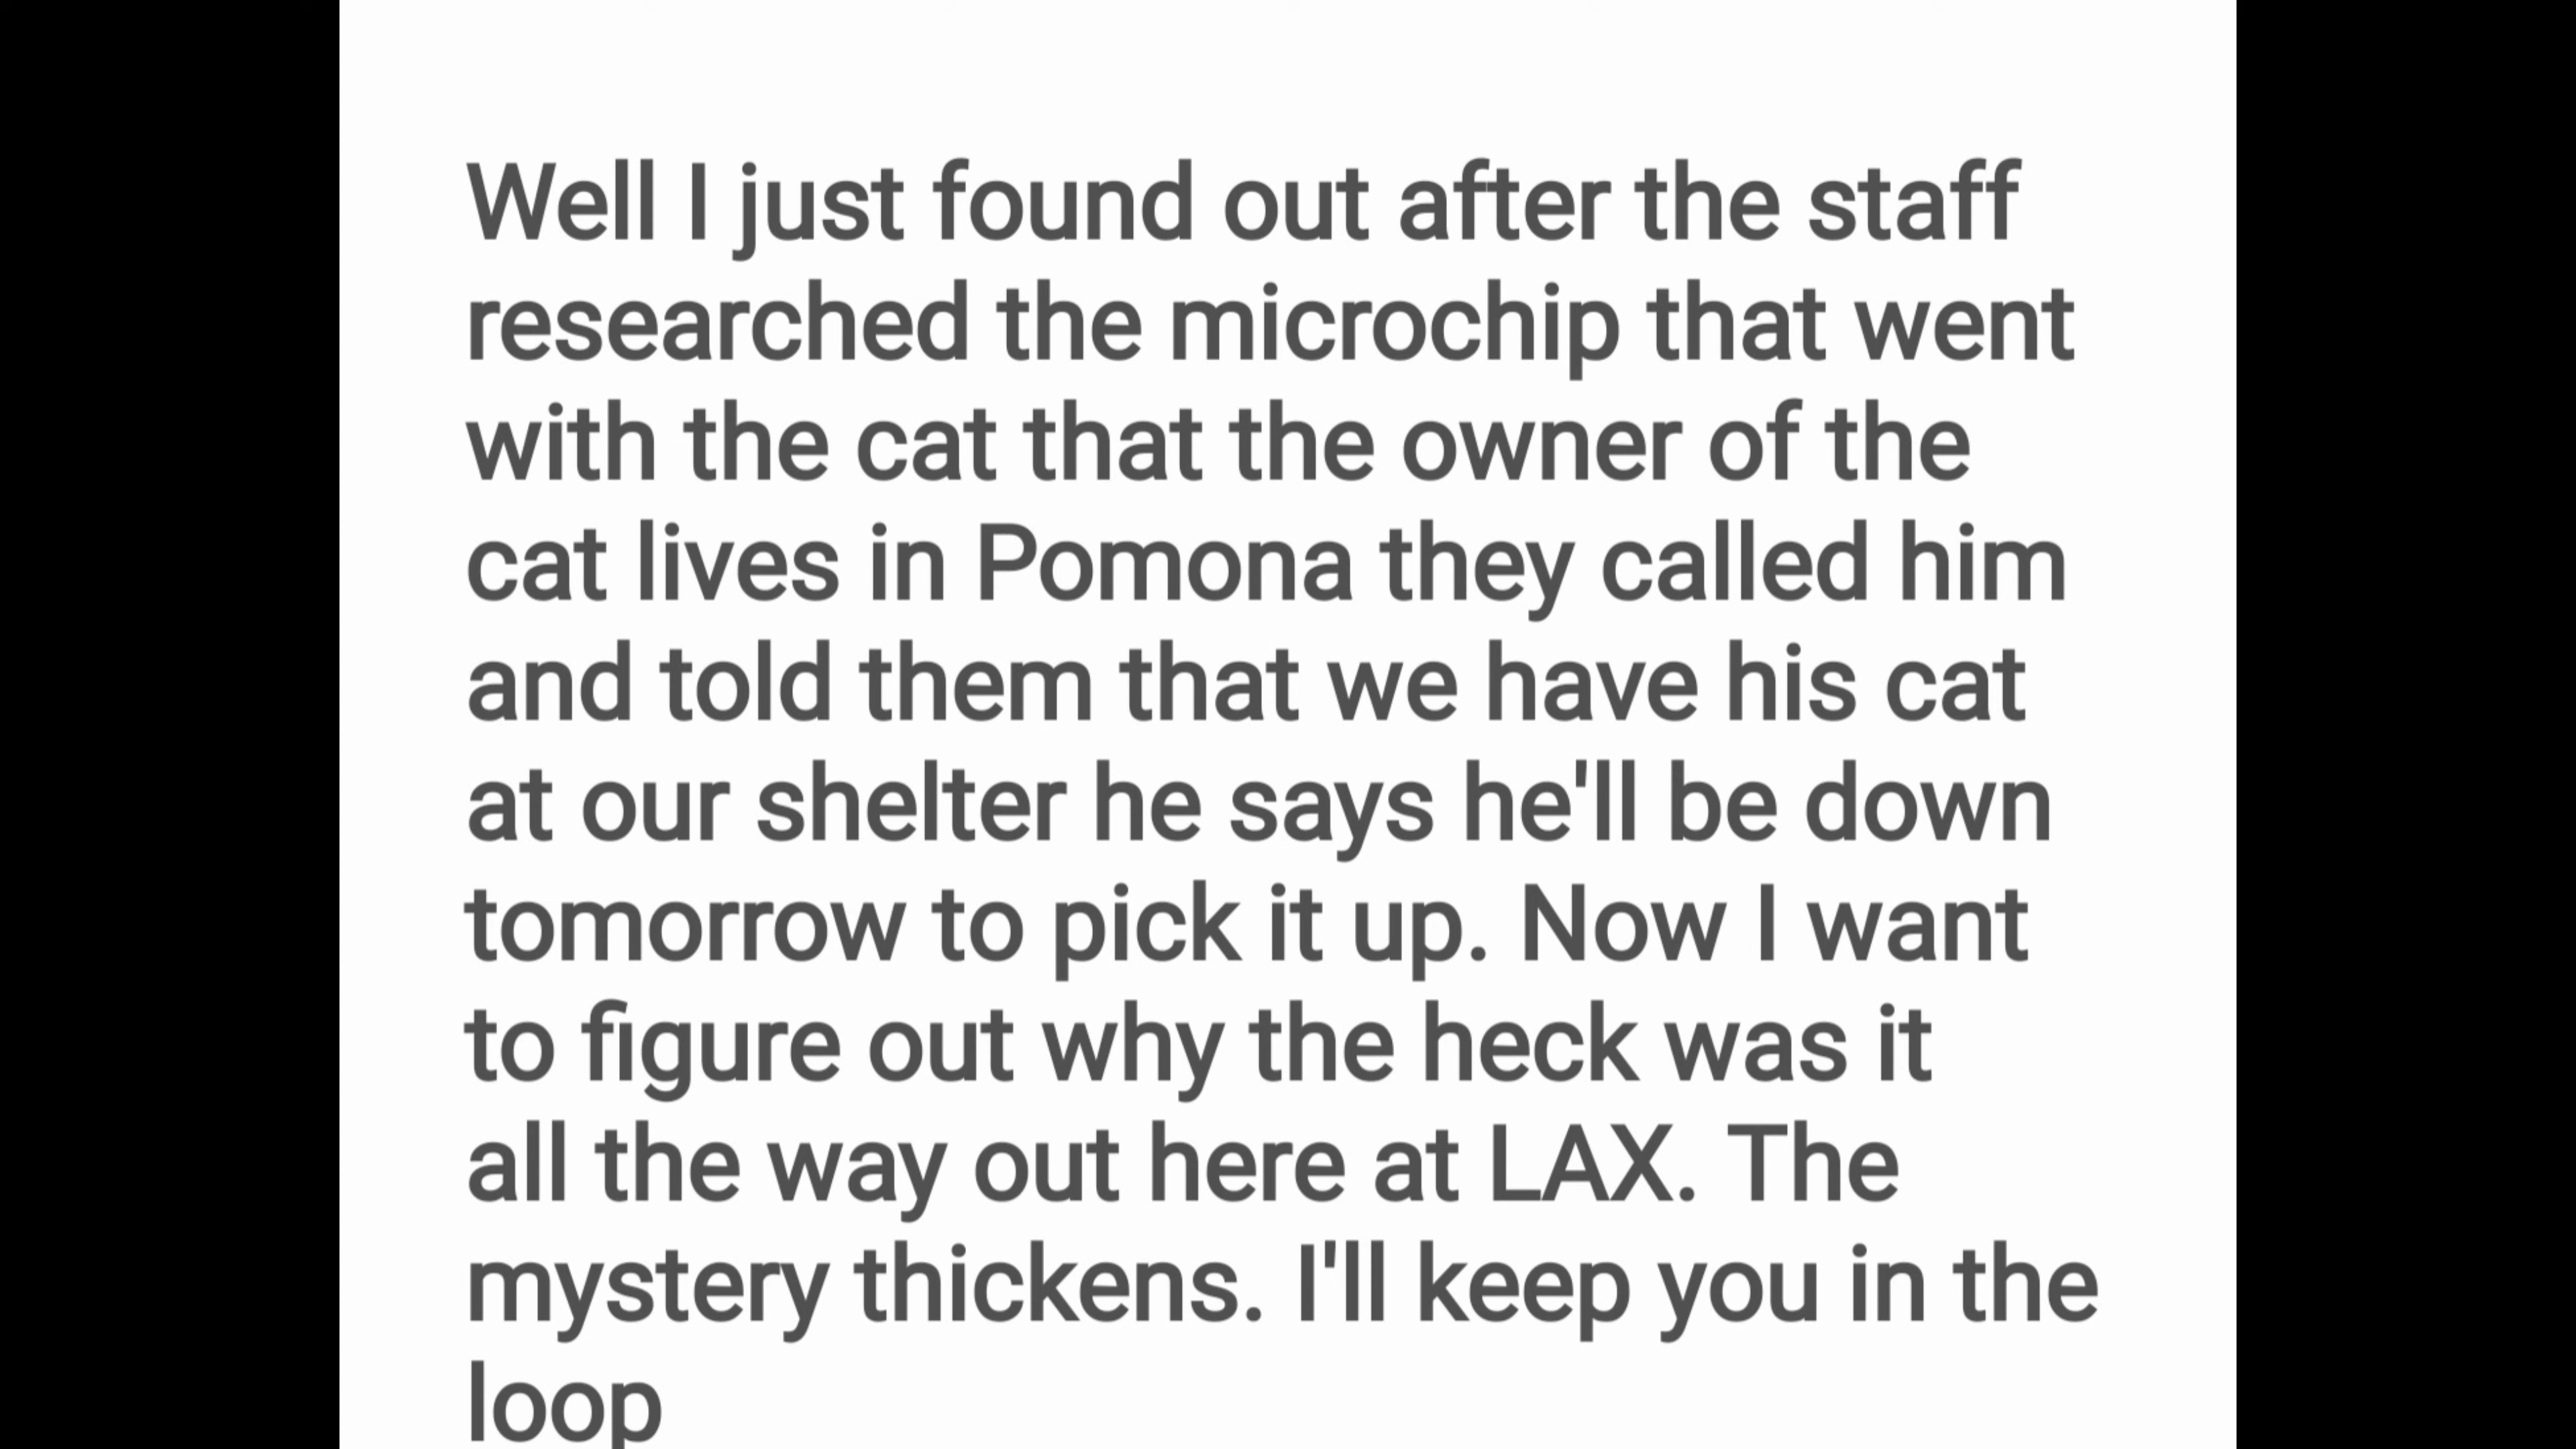 Well I just found out after the staff
researched the microchip that went
with the cat that the owner of the
cat lives in Pomona they called him
and told them that we have his cat
at our shelter he says he'll be down
tomorrow to pick it up. Now I want
to figure out why the heck was it
all the way out here at LAX. The
mystery thickens. I'll keep you in the
loop